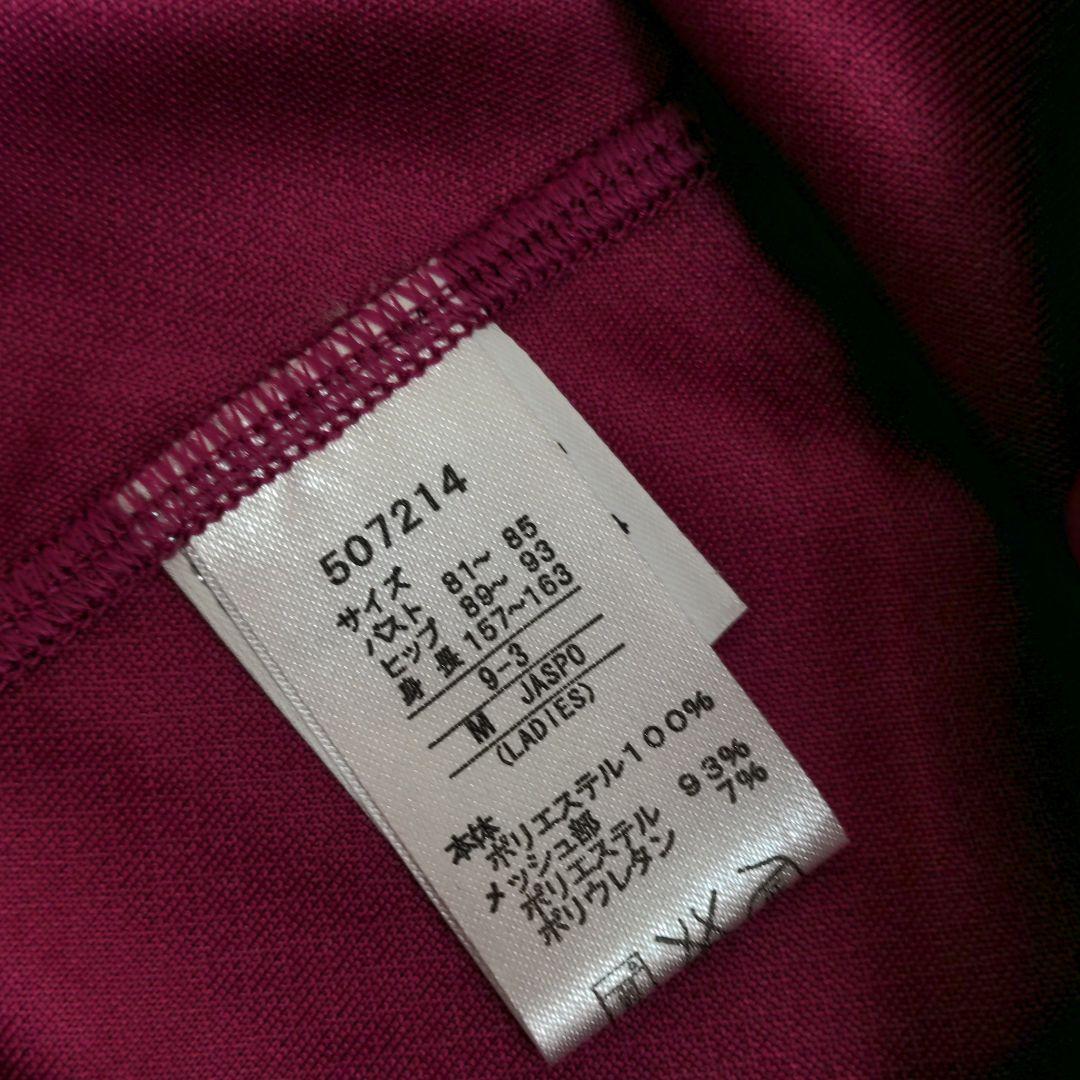 507214
サイズ
バスト 81~ 85
ヒップ 89~ 93
身 長 157~163
9-3
M JASPO
(LADIES)
本体
ポリエステル100%
メッシュ部
ポリエステル 93%
ポリウレタン 7%